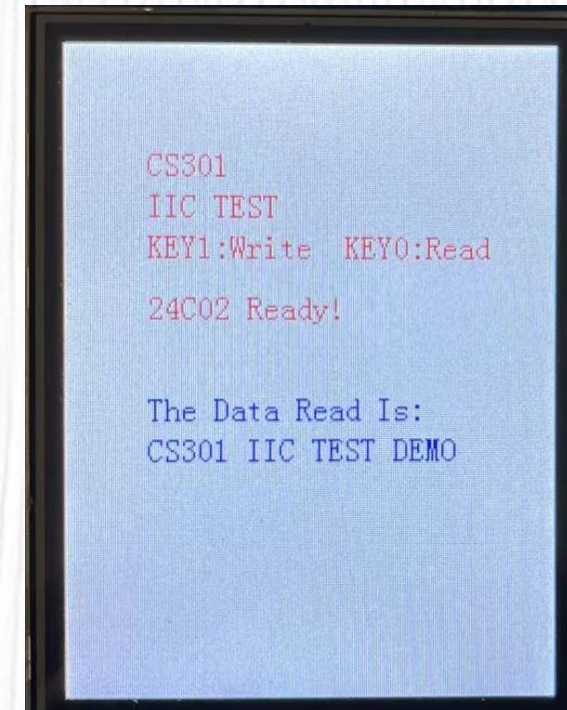 CS301
IIC TEST
KEY1:Write KEY0:Read
24C02 Ready!
The Data Read Is:
CS301 IIC TEST DEMO